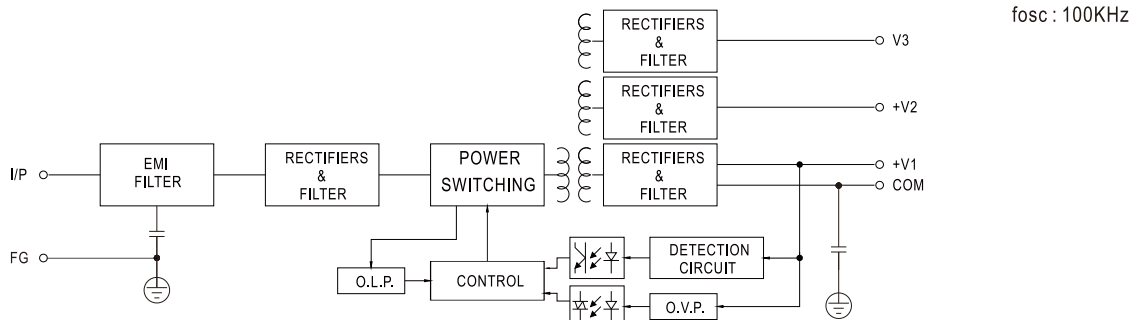 fosc : 100KHz
RECTIFIERS
&
FILTER
V3
RECTIFIERS
&
FILTER
+V2
I/P
EMI
FILTER
RECTIFIERS
&
FILTER
POWER
SWITCHING
RECTIFIERS
&
FILTER
+V1
COM
FG
O.L.P.
CONTROL
DETECTION
CIRCUIT
O.V.P.